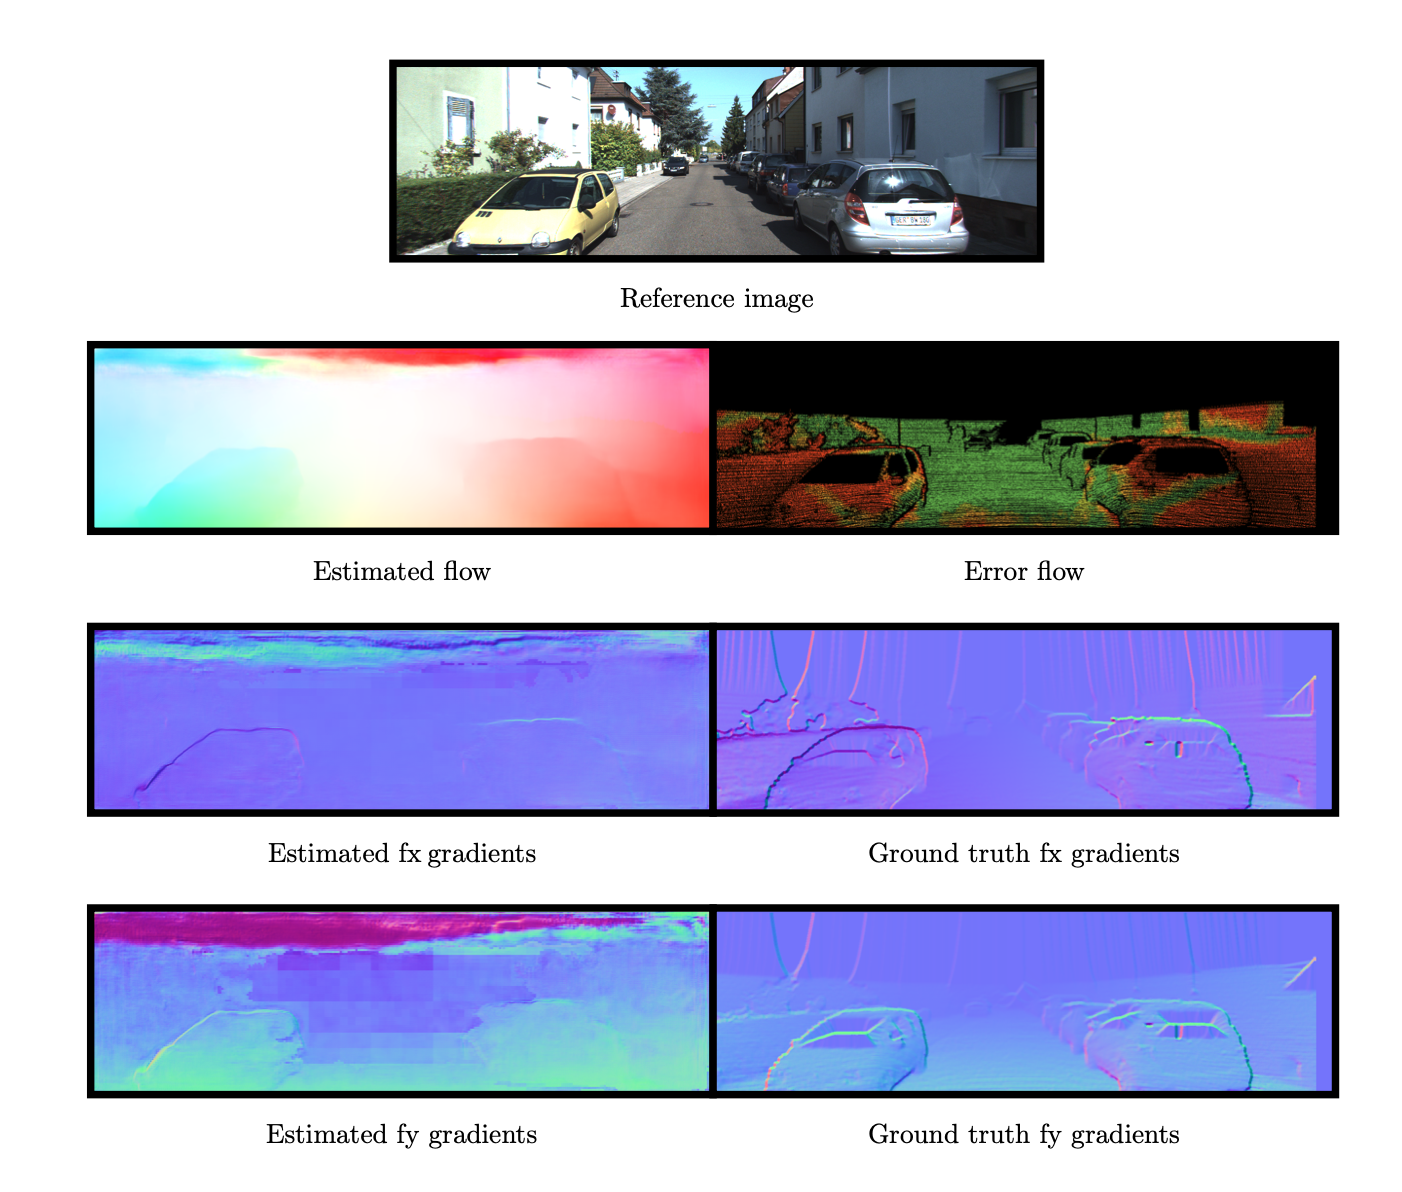 Reference image
Estimated flow
Error flow
Estimated fx gradients
Ground truth fx gradients
Estimated fy gradients
Ground truth fy gradients